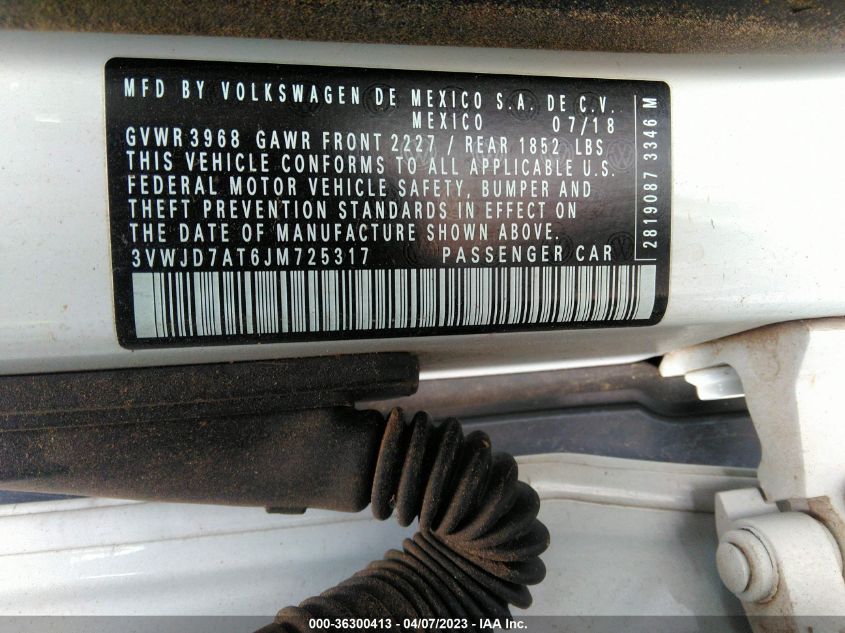 MFD BY VOLKSWAGEN DE MEXICO S.A. DE C.V.
MEXICO 07/18
GVWR 3968 GAWR FRONT 2227 / REAR 1852 LBS
THIS VEHICLE CONFORMS TO ALL APPLICABLE U.S.
FEDERAL MOTOR VEHICLE SAFETY, BUMPER AND
THEFT PREVENTION STANDARDS IN EFFECT ON
THE DATE OF MANUFACTURE SHOWN ABOVE.
3VWJD7AT6JM725317 PASSENGER CAR
2819087 3346 M
000-36300413 - 04/07/2023 - IAA Inc.